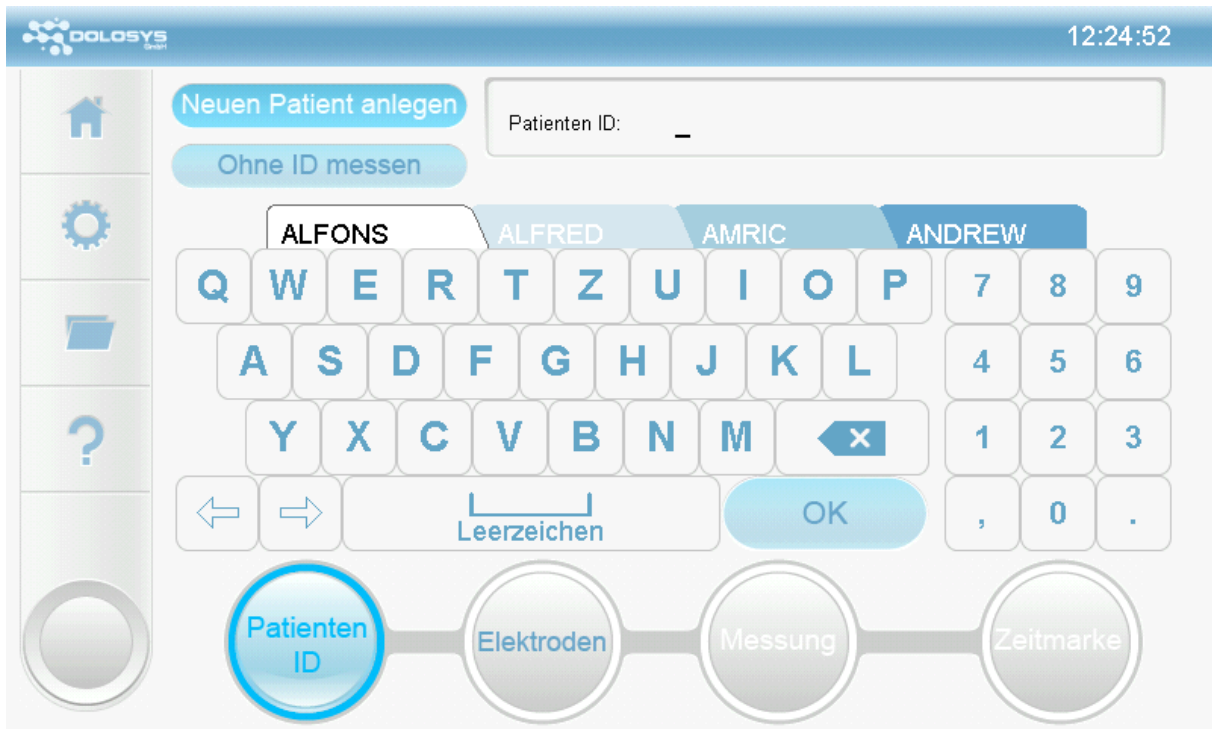 DOLOSYS
GmbH
12:24:52
Neuen Patient anlegen
Patienten ID: _
Ohne ID messen
ALFONS ALFRED AMRIC ANDREW
Q W E R T Z U I O P 7 8 9
A S D F G H J K L 4 5 6
?
Y X C V B N M 1 2 3
Leerzeichen OK , 0 .
Patienten
ID
Elektroden
Messung
Zeitmarke